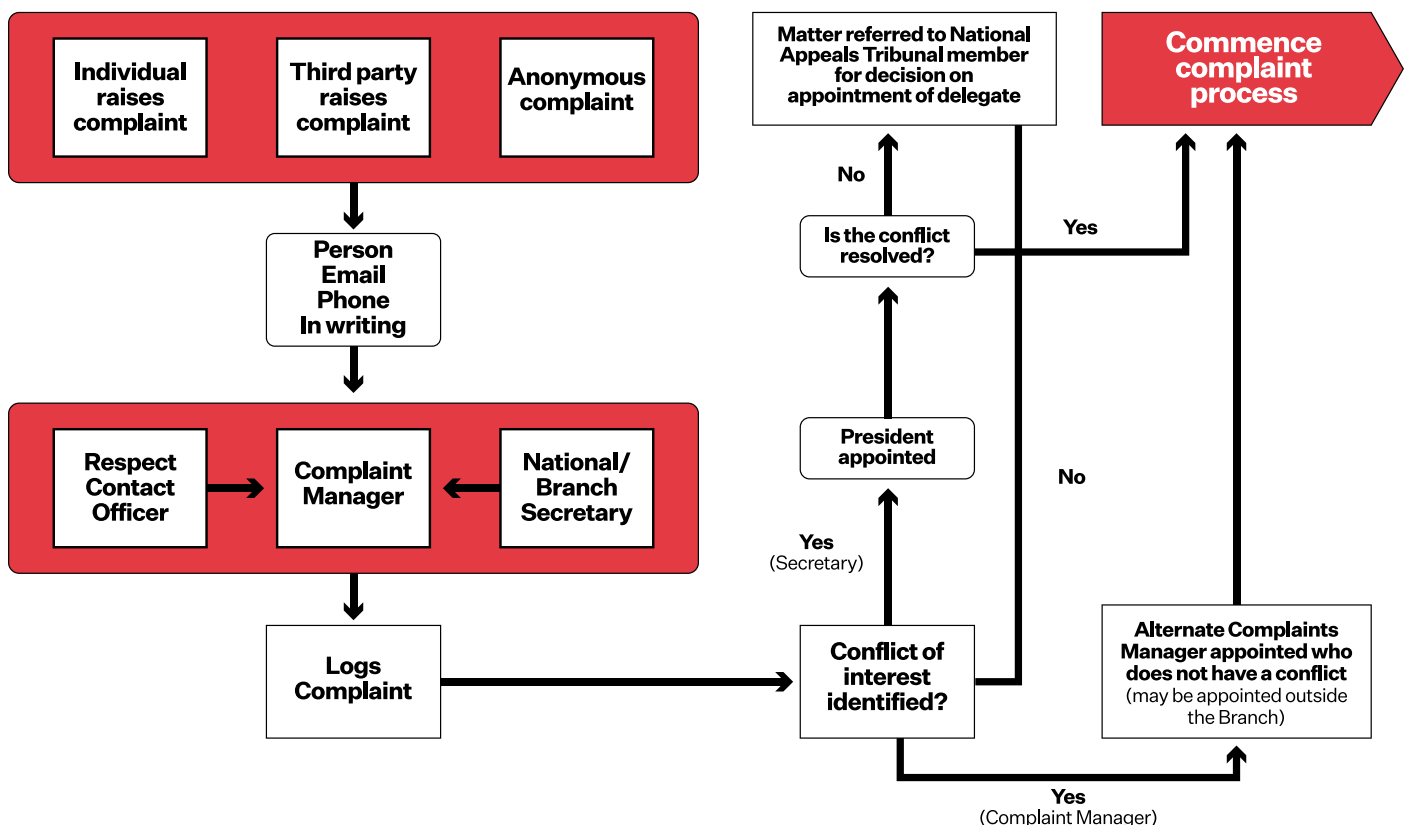 Individual
raises
complaint
Third party
raises
complaint
Anonymous
complaint
Person
Email
Phone
In writing
Respect
Contact
Officer
Complaint
Manager
National/
Branch
Secretary
Logs
Complaint
Matter referred to National
Appeals Tribunal member
for decision on
appointment of delegate
Commence
complaint
process
No
Is the conflict
resolved?
Yes
President
appointed
No
Yes
(Secretary)
Conflict of
interest
identified?
Alternate Complaints
Manager appointed who
does not have a conflict
(may be appointed outside
the Branch)
Yes
(Complaint Manager)